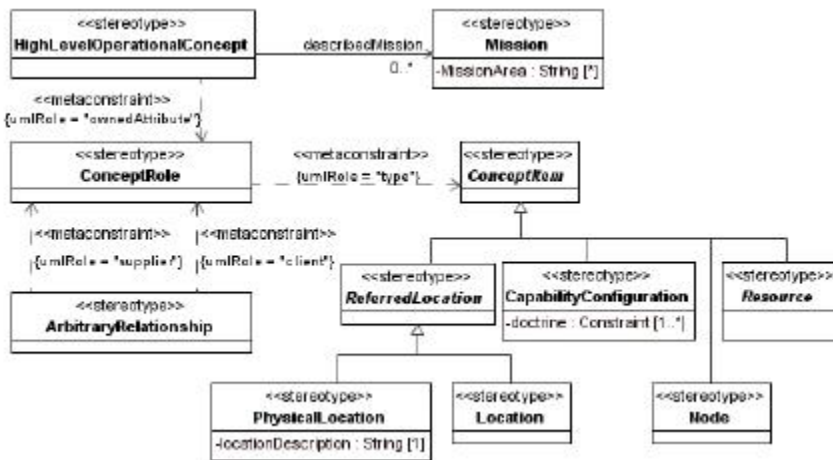 <<stereotype>>
HighLevelOperationalConcept
describedMission
0..*
<<stereotype>>
Mission
-MissionArea : String [*]
<<metaconstraint>>
{umlRole = "ownedAttribute"}
<<stereotype>>
ConceptRole
<<metaconstraint>>
{umlRole = "type"}
<<stereotype>>
ConceptItem
<<metaconstraint>>
{umlRole = "supplier"}
<<metaconstraint>>
{umlRole = "client"}
<<stereotype>>
ArbitraryRelationship
<<stereotype>>
ReferredLocation
<<stereotype>>
CapabilityConfiguration
-doctrine : Constraint [1..*]
<<stereotype>>
Resource
<<stereotype>>
PhysicalLocation
-locationDescription : String [1]
<<stereotype>>
Location
<<stereotype>>
Node